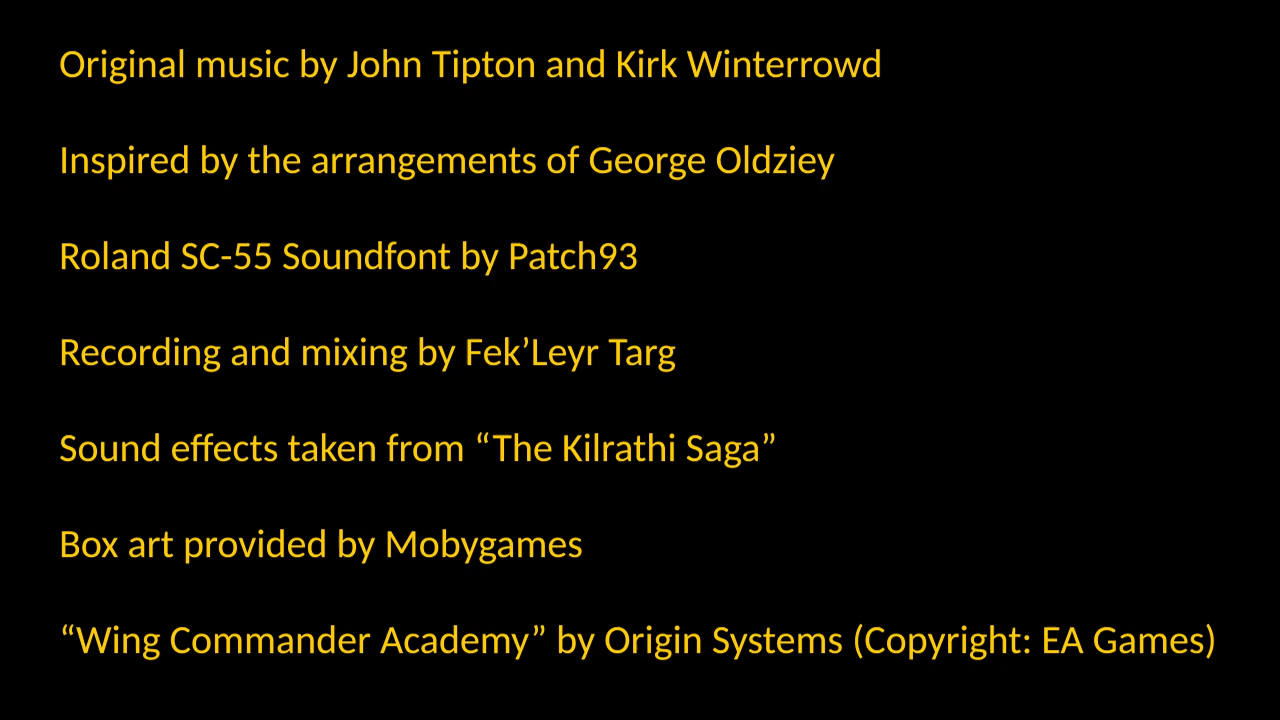 Original music by John Tipton and Kirk Winterrowd
Inspired by the arrangements of George Oldziey
Roland SC-55 Soundfont by Patch93
Recording and mixing by Fek’Leyr Targ
Sound effects taken from “The Kilrathi Saga”
Box art provided by Mobygames
“Wing Commander Academy” by Origin Systems (Copyright: EA Games)